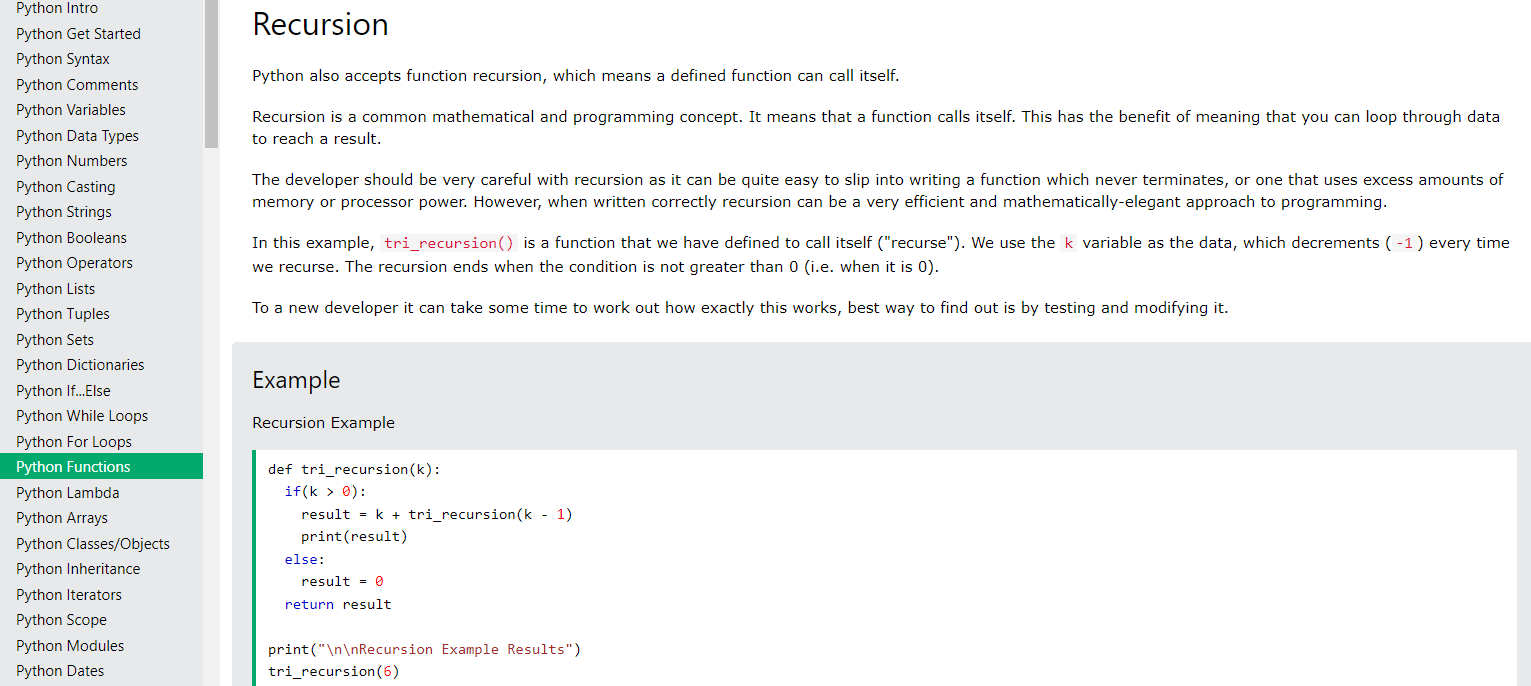 Python Intro
Python Get Started
Python Syntax
Python Comments
Python Variables
Python Data Types
Python Numbers
Python Casting
Python Strings
Python Booleans
Python Operators
Python Lists
Python Tuples
Python Sets
Python Dictionaries
Python If...Else
Python While Loops
Python For Loops
Python Functions
Python Lambda
Python Arrays
Python Classes/Objects
Python Inheritance
Python Iterators
Python Scope
Python Modules
Python Dates
Recursion
Python also accepts function recursion, which means a defined function can call itself.
Recursion is a common mathematical and programming concept. It means that a function calls itself. This has the benefit of meaning that you can loop through data
to reach a result.
The developer should be very careful with recursion as it can be quite easy to slip into writing a function which never terminates, or one that uses excess amounts of
memory or processor power. However, when written correctly recursion can be a very efficient and mathematically-elegant approach to programming.
In this example, tri_recursion() is a function that we have defined to call itself ("recurse"). We use the k variable as the data, which decrements (-1) every time
we recurse. The recursion ends when the condition is not greater than 0 (i.e. when it is 0).
To a new developer it can take some time to work out how exactly this works, best way to find out is by testing and modifying it.
Example
Recursion Example
def tri_recursion(k):
  if(k > 0):
    result = k + tri_recursion(k - 1)
    print(result)
  else:
    result = 0
  return result
print("\n\nRecursion Example Results")
tri_recursion(6)